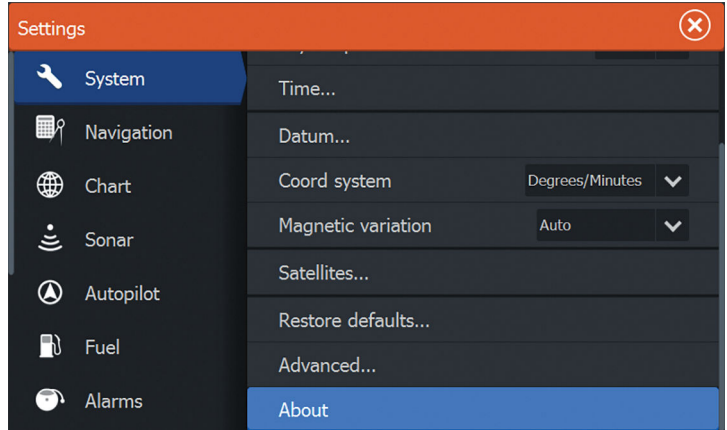 Settings
System
Navigation
Chart
Sonar
Autopilot
Fuel
Alarms
Time...
Datum...
Coord system Degrees/Minutes
Magnetic variation Auto
Satellites...
Restore defaults...
Advanced...
About